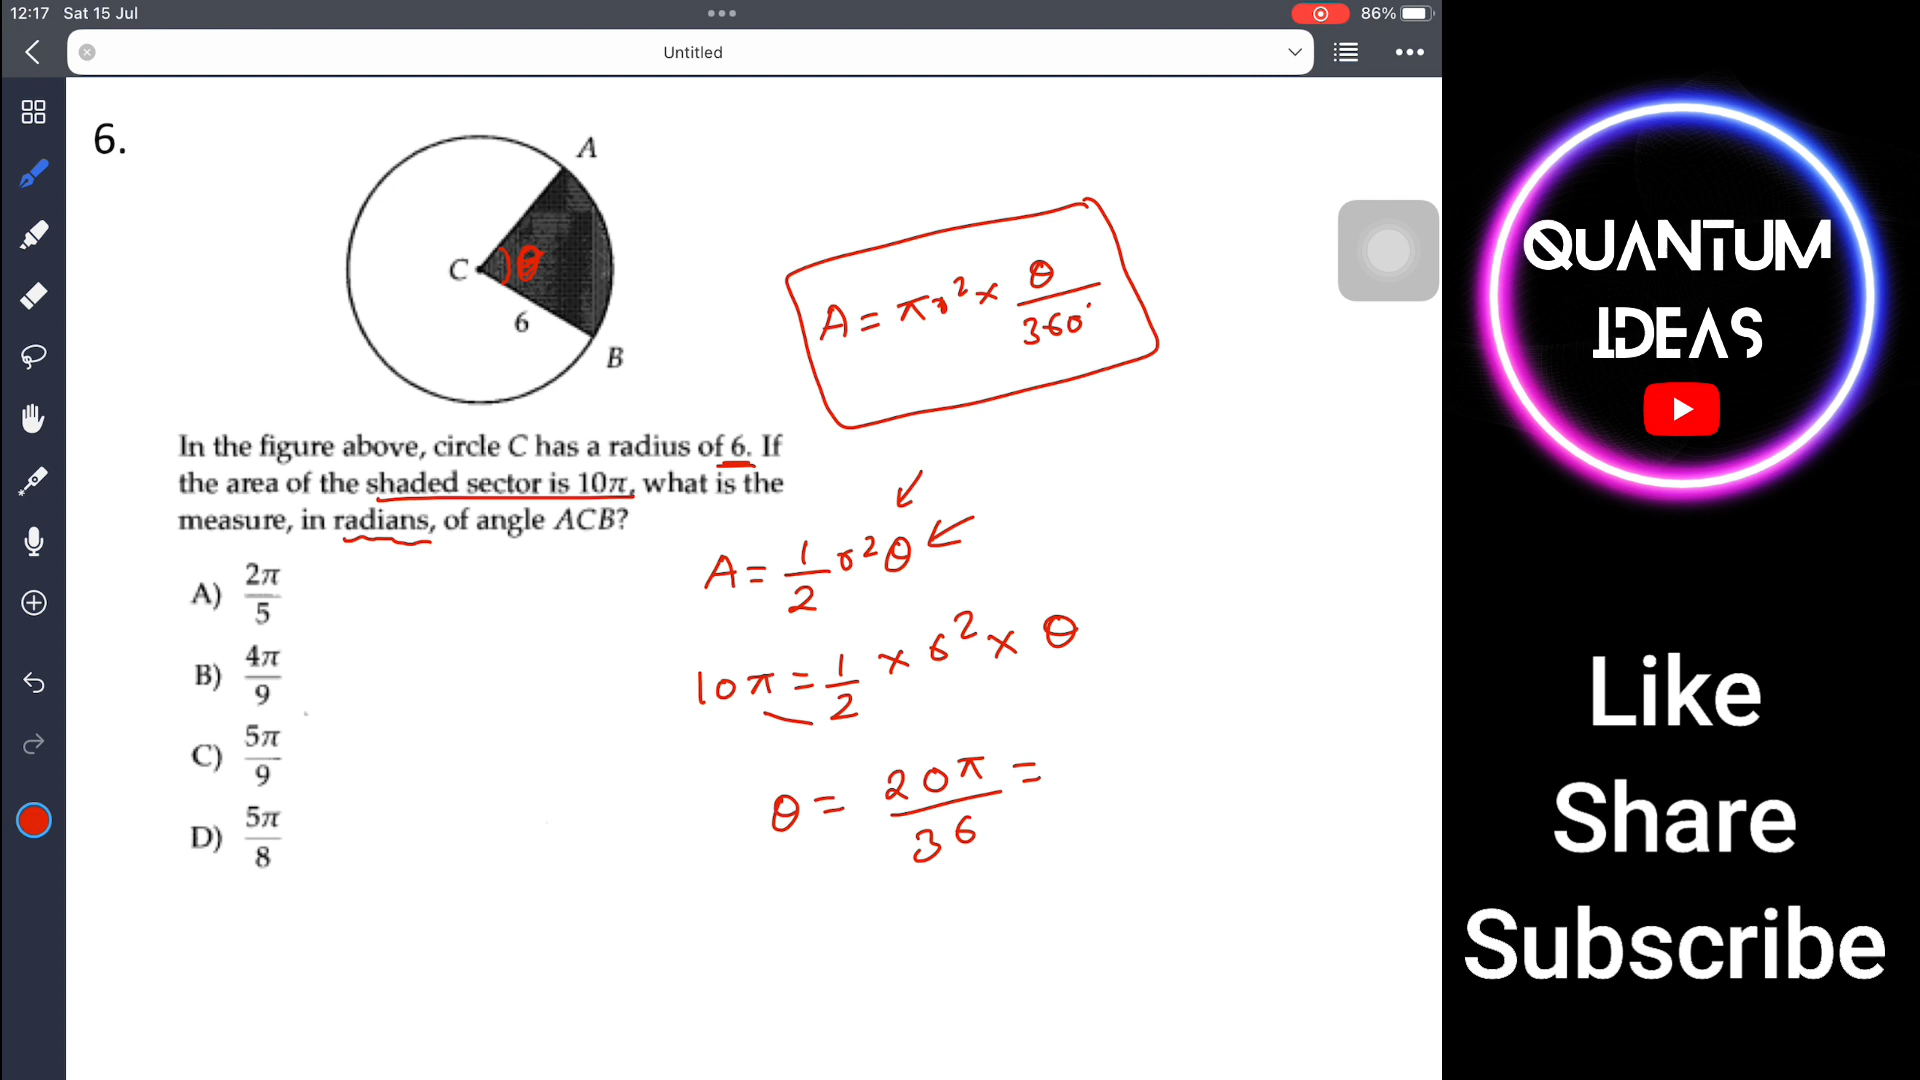 12:17 Sat 15 Jul
86%
Untitled
6.
A
C
θ
6
B
A = πr² × θ/360°
In the figure above, circle C has a radius of 6. If
the area of the shaded sector is 10π, what is the
measure, in radians, of angle ACB?
A) 2π/5
B) 4π/9
C) 5π/9
D) 5π/8
A = 1/2 r²θ
10π = 1/2 × 6² × θ
θ = 20π/36 =
QUANTUM
IDEAS
Like
Share
Subscribe